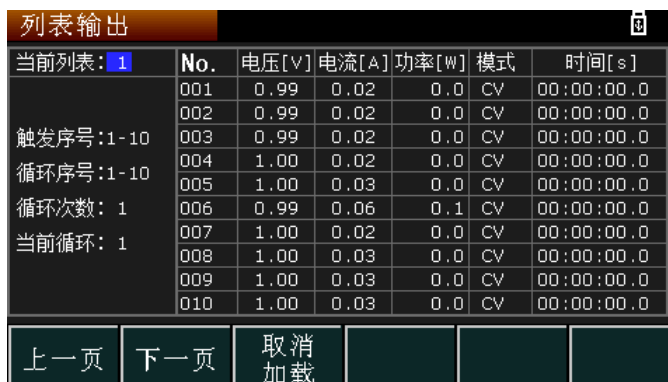 列表输出
当前列表: 1
No. 电压[V] 电流[A] 功率[W] 模式 时间[s]
001 0.99 0.02 0.0 CV 00:00:00.0
002 0.99 0.02 0.0 CV 00:00:00.0
003 0.99 0.02 0.0 CV 00:00:00.0
004 1.00 0.02 0.0 CV 00:00:00.0
005 1.00 0.03 0.0 CV 00:00:00.0
006 0.99 0.06 0.1 CV 00:00:00.0
007 1.00 0.02 0.0 CV 00:00:00.0
008 1.00 0.03 0.0 CV 00:00:00.0
009 1.00 0.03 0.0 CV 00:00:00.0
010 1.00 0.03 0.0 CV 00:00:00.0
触发序号:1-10
循环序号:1-10
循环次数: 1
当前循环: 1
上一页 下一页 取消
加载